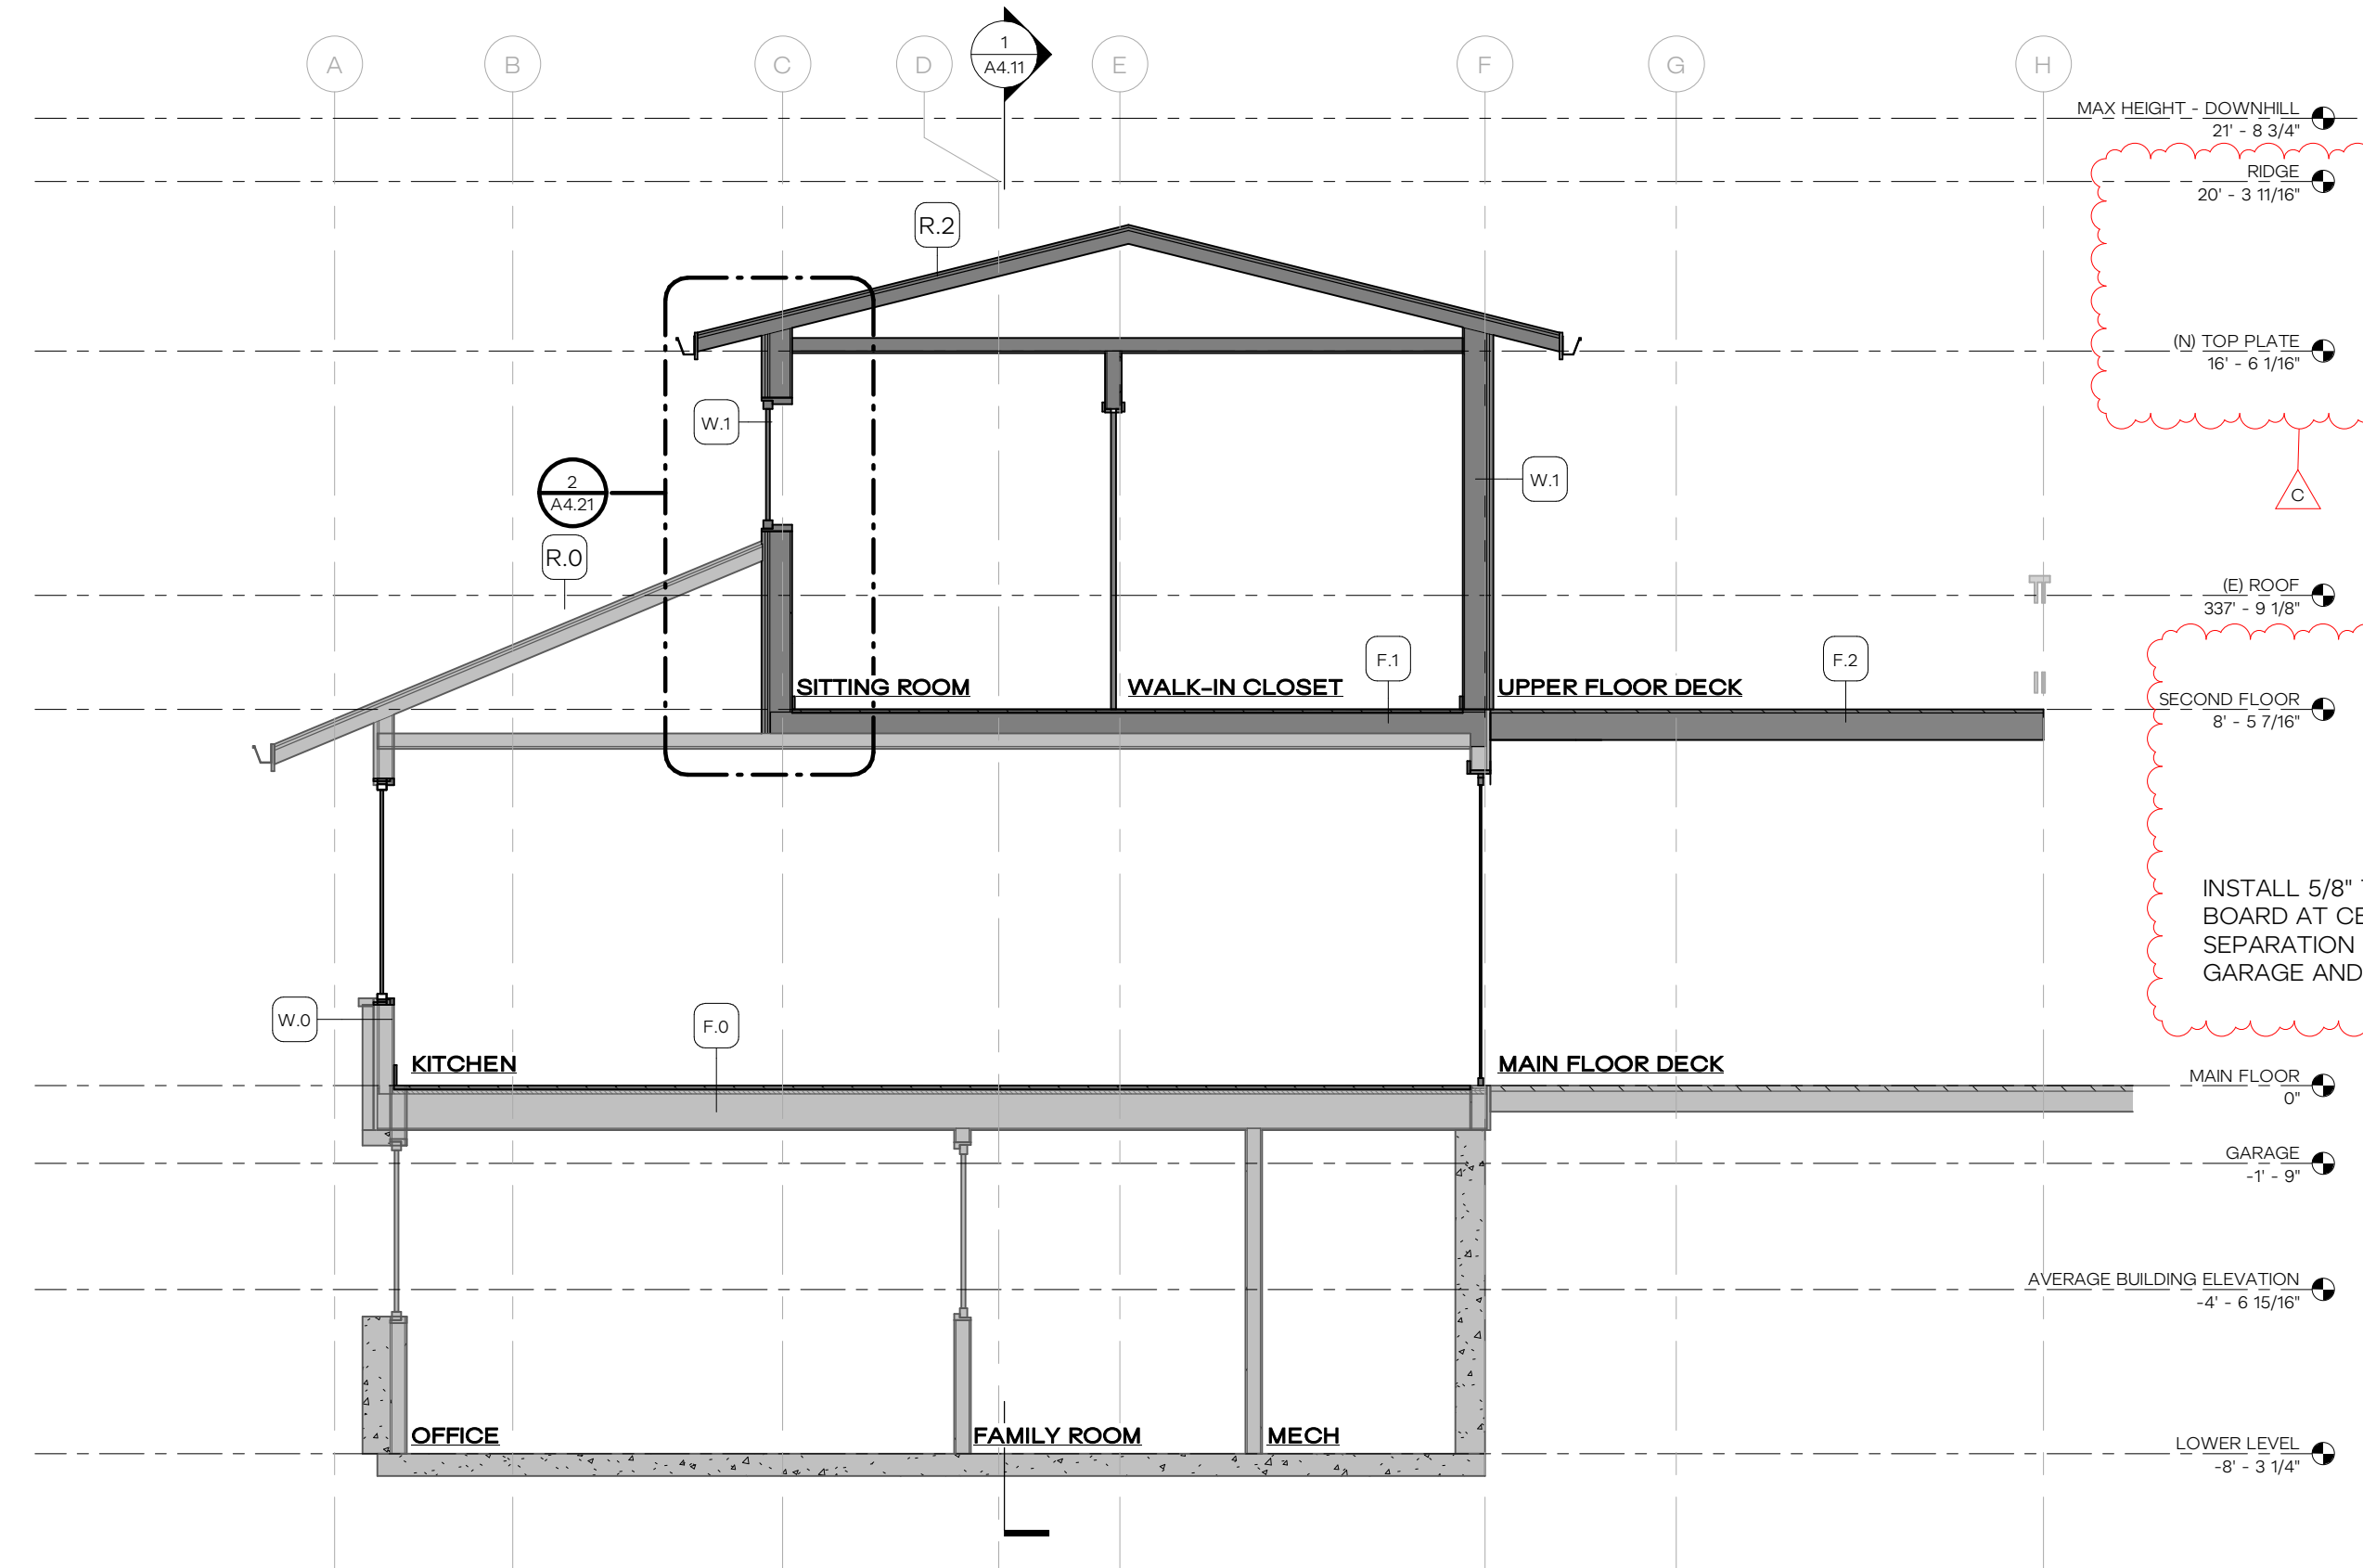 A
B
C
D
1
A4.11
E
F
G
H
MAX HEIGHT - DOWNHILL
21' - 8 3/4"
RIDGE
20' - 3 11/16"
R.2
(N) TOP PLATE
16' - 6 1/16"
W.1
W.1
2
A4.21
C
R.0
(E) ROOF
337' - 9 1/8"
F.1
F.2
SITTING ROOM
WALK-IN CLOSET
UPPER FLOOR DECK
SECOND FLOOR
8' - 5 7/16"
INSTALL 5/8"
BOARD AT
SEPARATION
GARAGE AND
W.0
F.0
KITCHEN
MAIN FLOOR DECK
MAIN FLOOR
0"
GARAGE
-1' - 9"
AVERAGE BUILDING ELEVATION
-4' - 6 15/16"
OFFICE
FAMILY ROOM
MECH
LOWER LEVEL
-8' - 3 1/4"